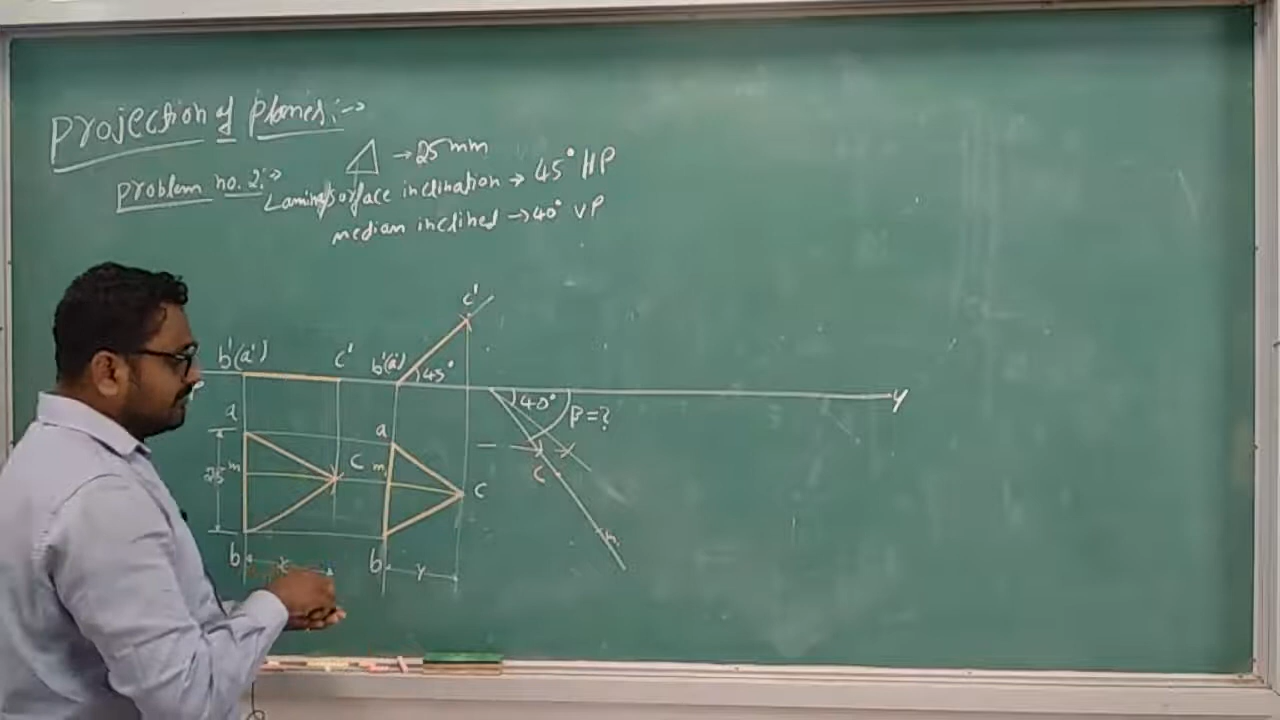 Projection of planes:->
Problem no. 2:->
→ 25 mm
Lamina/surface inclination → 45° HP
median inclined → 40° VP
b'(a') c' b'(a') c'
45°
40° β=? y
a a
25 m c m c c
b b
x y
m